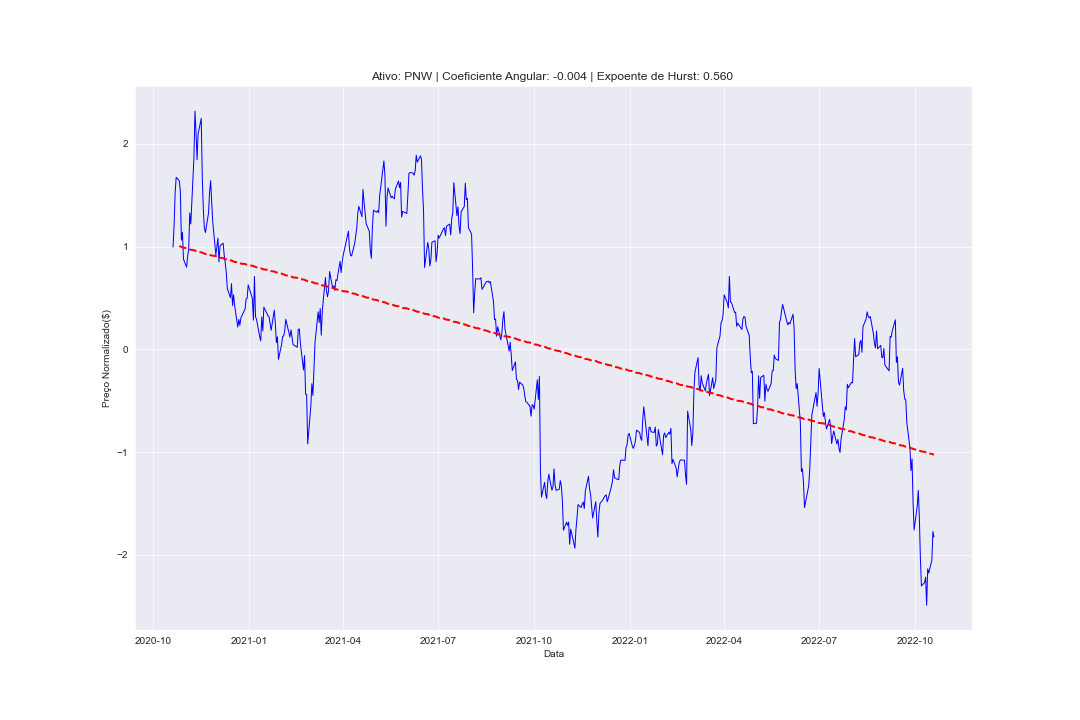 Ativo: PNW | Coeficiente Angular: -0.004 | Expoente de Hurst: 0.560
Preço Normalizado($)
2
1
0
−1
−2
2020-10 2021-01 2021-04 2021-07 2021-10 2022-01 2022-04 2022-07 2022-10
Data